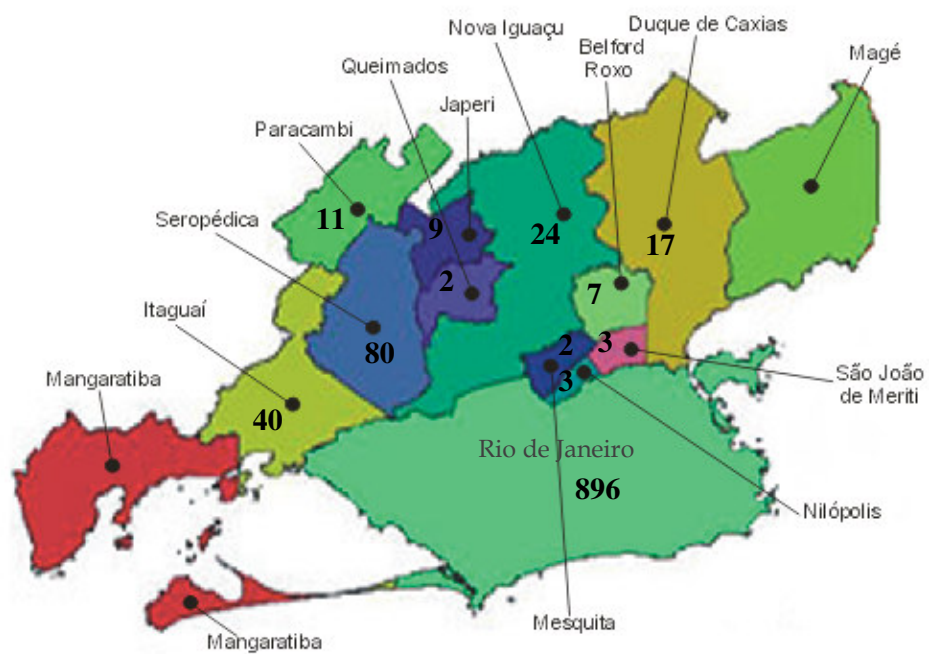 Nova Iguaçu
Duque de Caxias
Belford
Roxo
Magé
Queimados
Japeri
Paracambi
Seropédica
11
9
24
17
2
7
Itaguaí
80
2
3
3
Mangaratiba
São João
de Meriti
40
Rio de Janeiro
896
Nilópolis
Mesquita
Mangaratiba